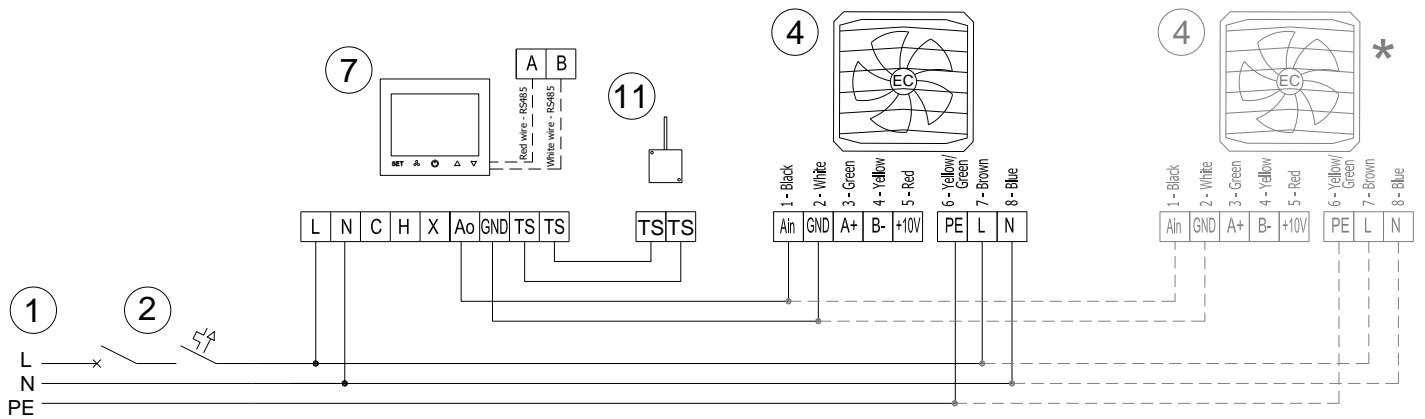 4
EC
4
EC
*
7
A B
Red wire - RS485
White wire - RS485
SET
11
1 - Black
2 - White
3 - Green
4 - Yellow
5 - Red
6 - Yellow/
Green
7 - Brown
8 - Blue
1 - Black
2 - White
3 - Green
4 - Yellow
5 - Red
6 - Yellow/
Green
7 - Brown
8 - Blue
L N C H X Ao GND TS TS
TS TS
Ain GND A+ B- +10V
PE L N
Ain GND A+ B- +10V
PE L N
1
2
L
N
PE